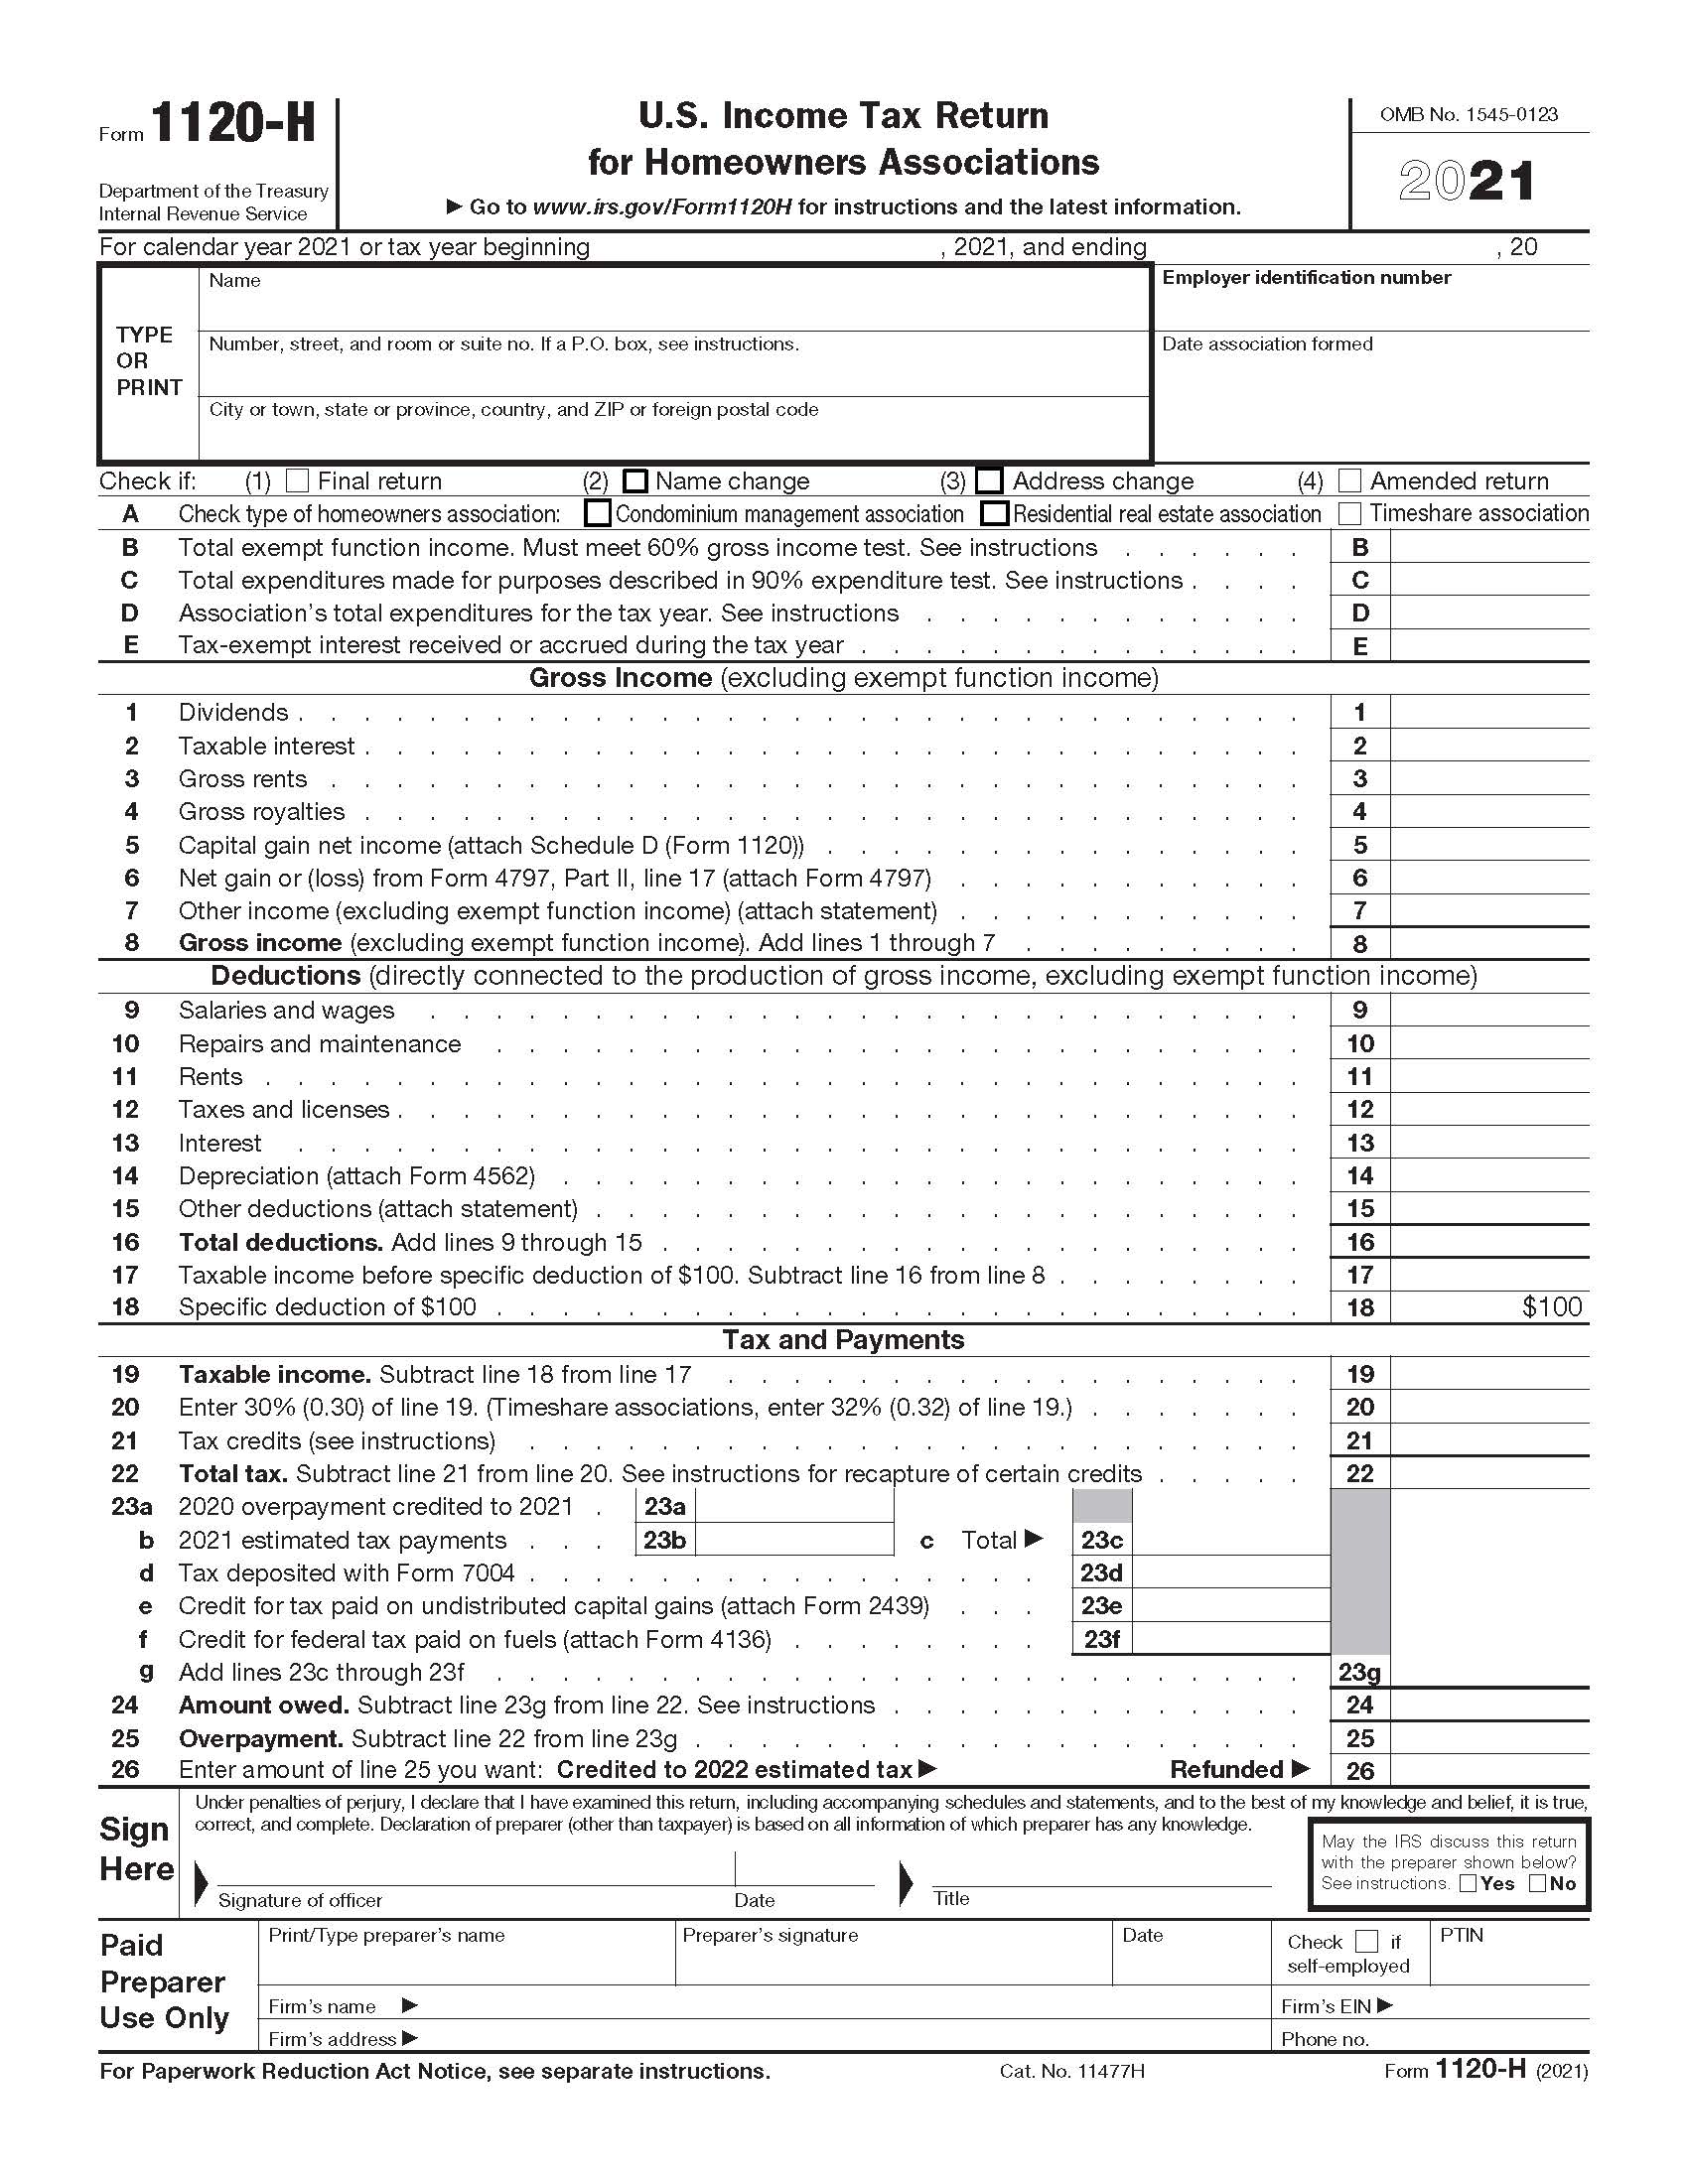 Form 1120-H
Department of the Treasury
Internal Revenue Service
U.S. Income Tax Return
for Homeowners Associations
▶ Go to www.irs.gov/Form1120H for instructions and the latest information.
OMB No. 1545-0123
2021
For calendar year 2021 or tax year beginning , 2021, and ending , 20
TYPE
OR
PRINT
Name
Employer identification number
Number, street, and room or suite no. If a P.O. box, see instructions.
Date association formed
City or town, state or province, country, and ZIP or foreign postal code
Check if: (1) Final return (2) Name change (3) Address change (4) Amended return
A Check type of homeowners association: Condominium management association Residential real estate association Timeshare association
B Total exempt function income. Must meet 60% gross income test. See instructions . . . . . . B
C Total expenditures made for purposes described in 90% expenditure test. See instructions . . . . C
D Association's total expenditures for the tax year. See instructions . . . . . . . . . . . . D
E Tax-exempt interest received or accrued during the tax year . . . . . . . . . . . . . . E
Gross Income (excluding exempt function income)
1 Dividends . . . . . . . . . . . . . . . . . . . . . . . . . . . . . . . 1
2 Taxable interest . . . . . . . . . . . . . . . . . . . . . . . . . . . . . 2
3 Gross rents . . . . . . . . . . . . . . . . . . . . . . . . . . . . . . 3
4 Gross royalties . . . . . . . . . . . . . . . . . . . . . . . . . . . . . 4
5 Capital gain net income (attach Schedule D (Form 1120)) . . . . . . . . . . . . . . . 5
6 Net gain or (loss) from Form 4797, Part II, line 17 (attach Form 4797) . . . . . . . . . . . 6
7 Other income (excluding exempt function income) (attach statement) . . . . . . . . . . . 7
8 Gross income (excluding exempt function income). Add lines 1 through 7 . . . . . . . . . 8
Deductions (directly connected to the production of gross income, excluding exempt function income)
9 Salaries and wages . . . . . . . . . . . . . . . . . . . . . . . . . . . 9
10 Repairs and maintenance . . . . . . . . . . . . . . . . . . . . . . . . . 10
11 Rents . . . . . . . . . . . . . . . . . . . . . . . . . . . . . . . . 11
12 Taxes and licenses . . . . . . . . . . . . . . . . . . . . . . . . . . . . 12
13 Interest . . . . . . . . . . . . . . . . . . . . . . . . . . . . . . . 13
14 Depreciation (attach Form 4562) . . . . . . . . . . . . . . . . . . . . . . . 14
15 Other deductions (attach statement) . . . . . . . . . . . . . . . . . . . . . . 15
16 Total deductions. Add lines 9 through 15 . . . . . . . . . . . . . . . . . . . . 16
17 Taxable income before specific deduction of $100. Subtract line 16 from line 8 . . . . . . . . 17
18 Specific deduction of $100 . . . . . . . . . . . . . . . . . . . . . . . . . 18 $100
Tax and Payments
19 Taxable income. Subtract line 18 from line 17 . . . . . . . . . . . . . . . . . . 19
20 Enter 30% (0.30) of line 19. (Timeshare associations, enter 32% (0.32) of line 19.) . . . . . . . 20
21 Tax credits (see instructions) . . . . . . . . . . . . . . . . . . . . . . . . 21
22 Total tax. Subtract line 21 from line 20. See instructions for recapture of certain credits . . . . . 22
23a 2020 overpayment credited to 2021 . 23a
b 2021 estimated tax payments . . . 23b c Total ▶ 23c
d Tax deposited with Form 7004 . . . . . . . . . . . . . . . . 23d
e Credit for tax paid on undistributed capital gains (attach Form 2439) . . . 23e
f Credit for federal tax paid on fuels (attach Form 4136) . . . . . . . . 23f
g Add lines 23c through 23f . . . . . . . . . . . . . . . . . . . . . . . . . 23g
24 Amount owed. Subtract line 23g from line 22. See instructions . . . . . . . . . . . . . 24
25 Overpayment. Subtract line 22 from line 23g . . . . . . . . . . . . . . . . . . . 25
26 Enter amount of line 25 you want: Credited to 2022 estimated tax ▶ Refunded ▶ 26
Sign
Here
Under penalties of perjury, I declare that I have examined this return, including accompanying schedules and statements, and to the best of my knowledge and belief, it is true,
correct, and complete. Declaration of preparer (other than taxpayer) is based on all information of which preparer has any knowledge.
Signature of officer Date Title
May the IRS discuss this return
with the preparer shown below?
See instructions. Yes No
Paid
Preparer
Use Only
Print/Type preparer's name Preparer's signature Date
Check if
self-employed
PTIN
Firm's name ▶ Firm's EIN ▶
Firm's address ▶ Phone no.
For Paperwork Reduction Act Notice, see separate instructions. Cat. No. 11477H Form 1120-H (2021)